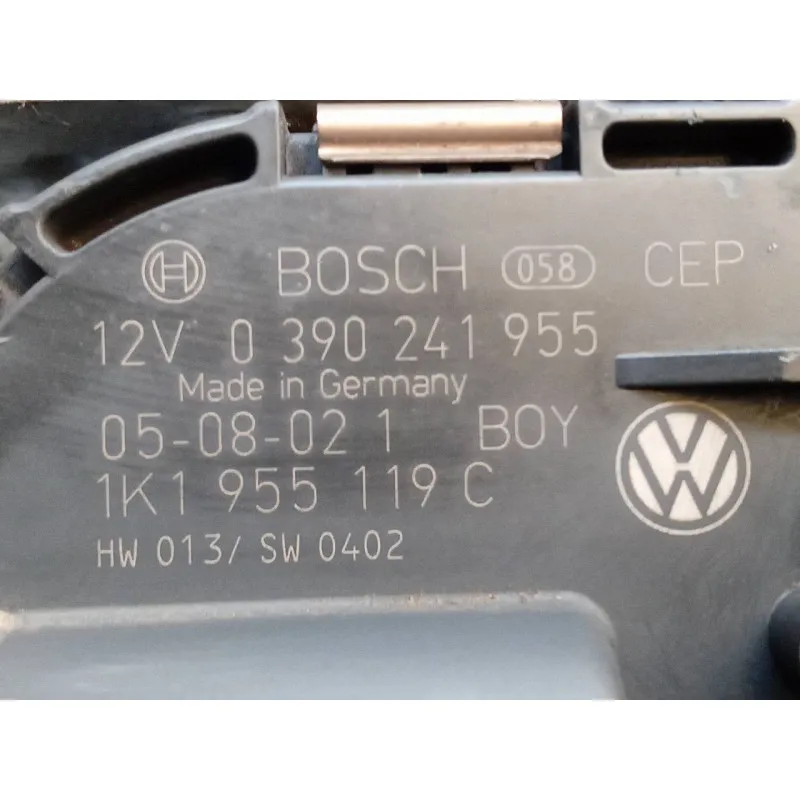 BOSCH 058 CEP
12V 0 390 241 955
Made in Germany
05-08-02 1 BOY
1K1 955 119 C
HW 013/ SW 0402